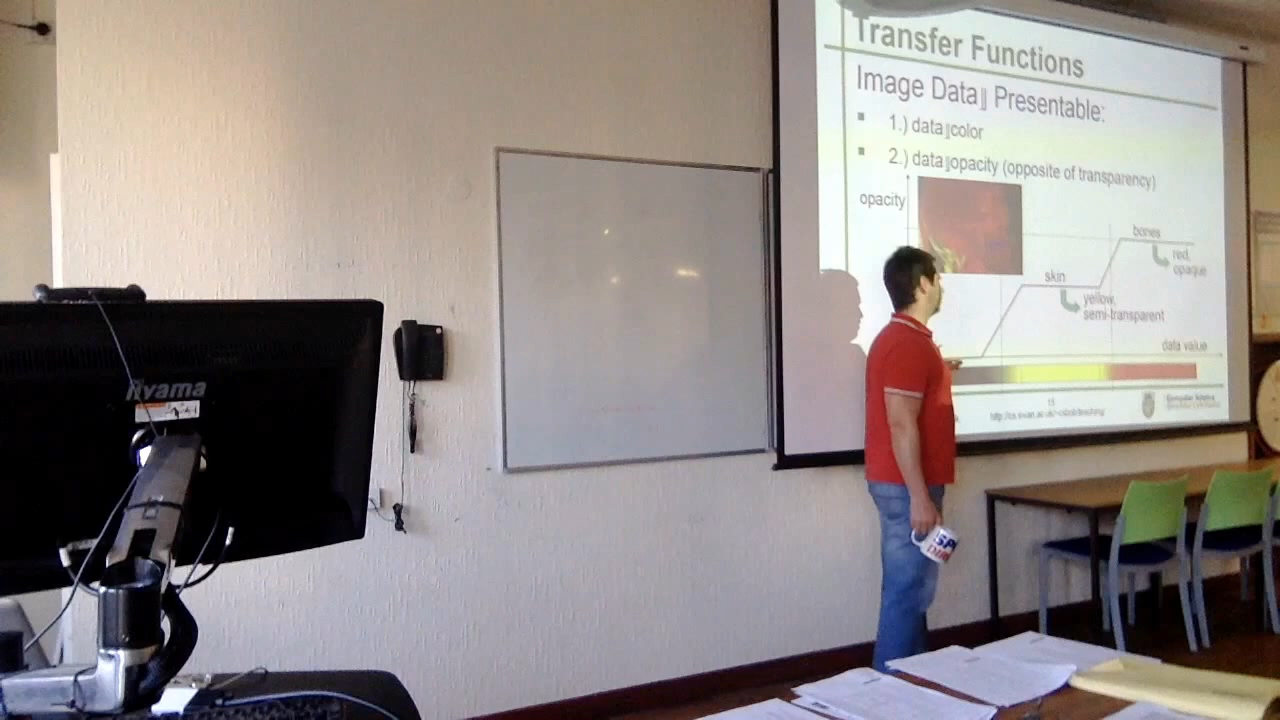 Transfer Functions
Image Data‖ Presentable:
1.) data‖color
2.) data‖opacity (opposite of transparency)
opacity
bones
red,
opaque
skin
yellow,
semi-transparent
data value
15
iiyama